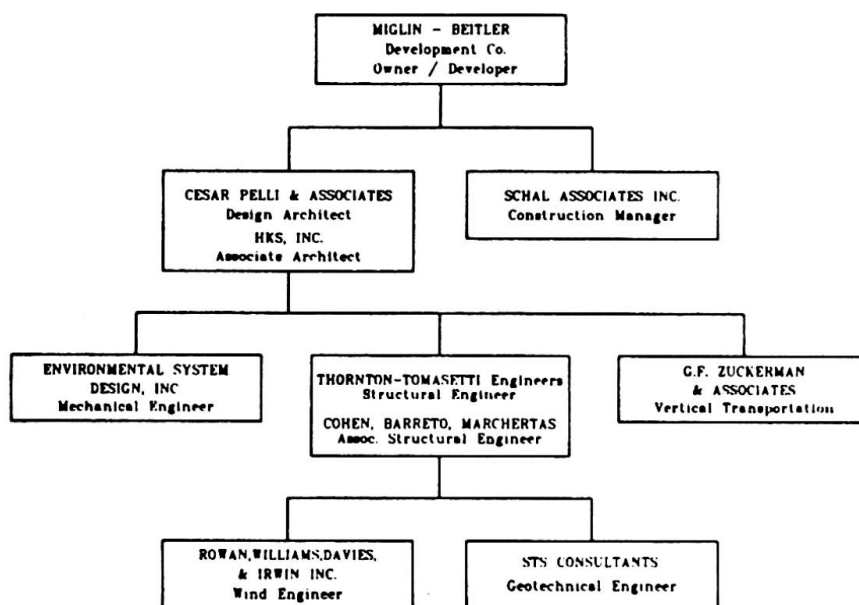 MIGLIN - BEITLER
Development Co.
Owner / Developer
CESAR PELLI & ASSOCIATES
Design Architect
HKS, INC.
Associate Architect
SCHAL ASSOCIATES INC.
Construction Manager
ENVIRONMENTAL SYSTEM
DESIGN, INC
Mechanical Engineer
THORNTON-TOMASETTI Engineers
Structural Engineer
COHEN, BARRETO, MARCHERTAS
Assoc. Structural Engineer
G.F. ZUCKERMAN
& ASSOCIATES
Vertical Transportation
ROWAN,WILLIAMS,DAVIES,
& IRWIN INC.
Wind Engineer
STS CONSULTANTS
Geotechnical Engineer